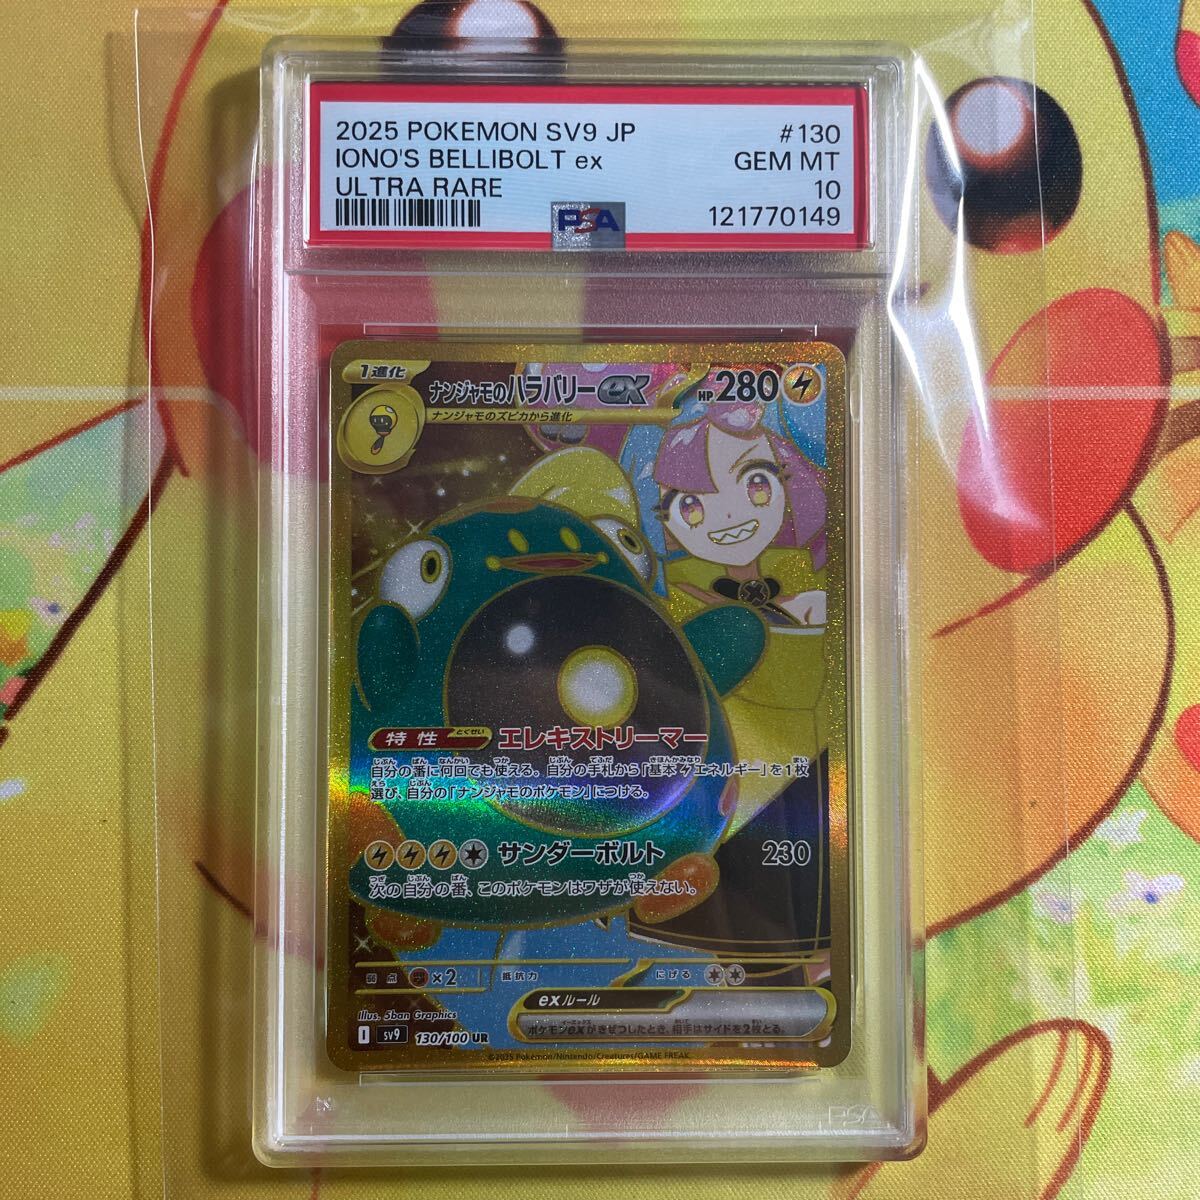 2025 POKEMON SV9 JP #130
IONO'S BELLIBOLT ex GEM MT
ULTRA RARE 10
PSA 121770149
1進化 ナンジャモのハラバリーex HP 280
ナンジャモのズピカから進化
特性 とくせい エレキストリーマー
自分の番に何回でも使える。自分の手札から「基本エネルギー」を1枚
選び、自分の「ナンジャモのポケモン」につける。
サンダーボルト 230
次の自分の番、このポケモンはワザが使えない。
弱点 ×2 抵抗力 にげる
exルール
ポケモンexがきぜつしたとき、相手はサイドを2枚とる。
Illus. 5ban Graphics
I sv9 130/100 UR
©2025 Pokémon/Nintendo/Creatures/GAME FREAK.
PSA